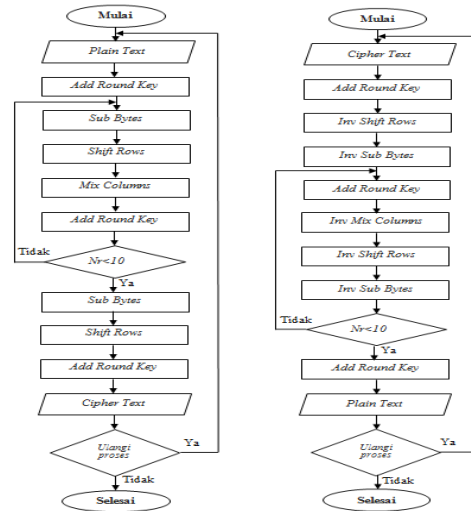 Mulai
Plain Text
Add Round Key
Sub Bytes
Shift Rows
Mix Columns
Add Round Key
Tidak
Nr<10
Ya
Sub Bytes
Shift Rows
Add Round Key
Cipher Text
Ulangi
proses
Ya
Tidak
Selesai
Mulai
Cipher Text
Add Round Key
Inv Shift Rows
Inv Sub Bytes
Add Round Key
Inv Mix Columns
Inv Shift Rows
Inv Sub Bytes
Tidak
Nr<10
Ya
Add Round Key
Plain Text
Ulangi
proses
Ya
Tidak
Selesai